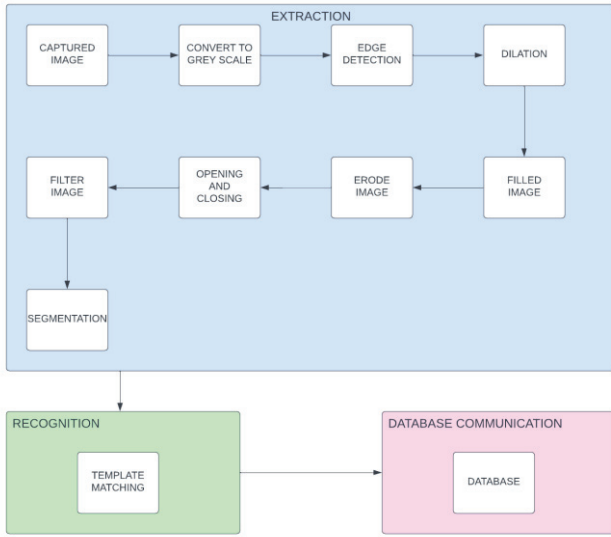 EXTRACTION
CAPTURED
IMAGE
CONVERT TO
GREY SCALE
EDGE
DETECTION
DILATION
FILTER
IMAGE
OPENING
AND
CLOSING
ERODE
IMAGE
FILLED
IMAGE
SEGMENTATION
RECOGNITION
TEMPLATE
MATCHING
DATABASE COMMUNICATION
DATABASE